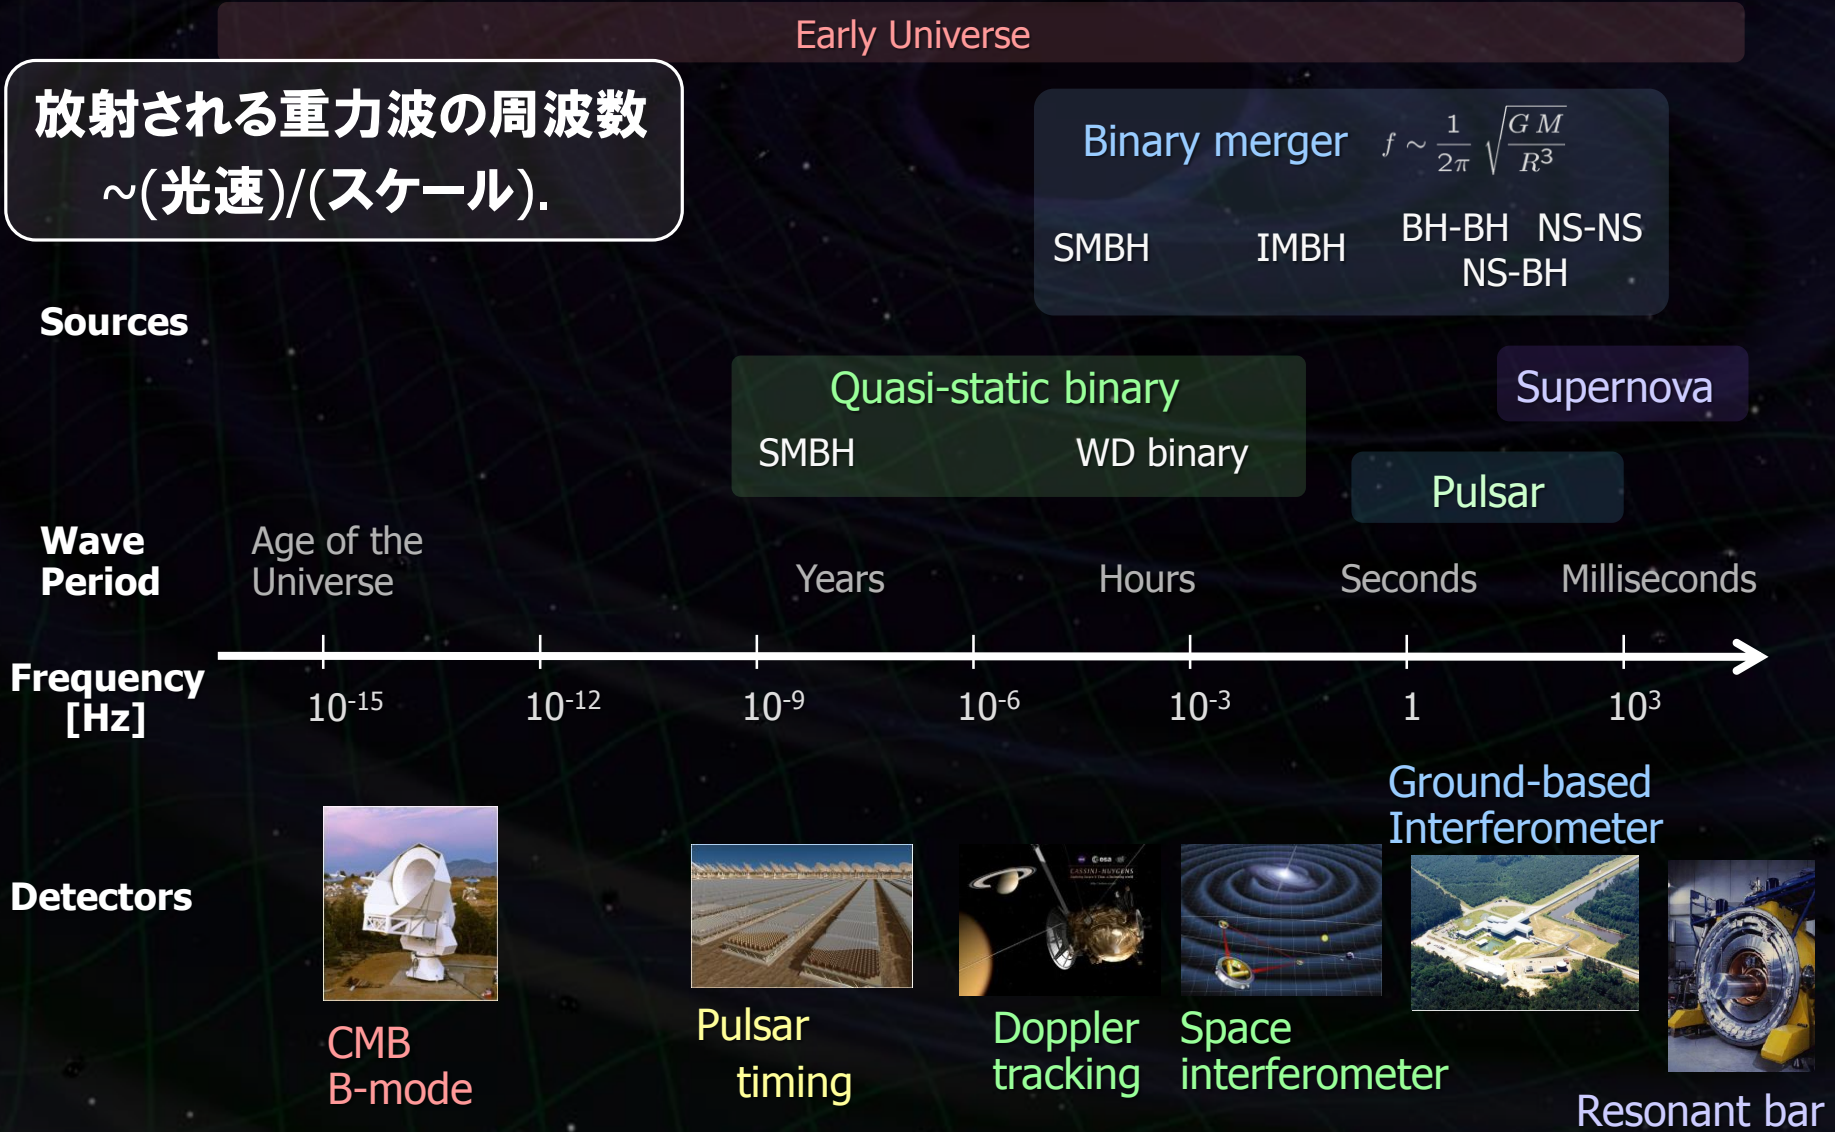 Early Universe
放射される重力波の周波数
~(光速)/(スケール).
Binary merger f ∼ 1/2π √(G M/R³)
SMBH IMBH BH-BH NS-NS
NS-BH
Sources
Quasi-static binary
Supernova
SMBH WD binary
Pulsar
Wave
Period
Age of the
Universe
Years Hours Seconds Milliseconds
Frequency
[Hz]
10⁻¹⁵ 10⁻¹² 10⁻⁹ 10⁻⁶ 10⁻³ 1 10³
Ground-based
Interferometer
Detectors
esa
CASSINI-HUYGENS
CMB
B-mode
Pulsar
timing
Doppler
tracking
Space
interferometer
Resonant bar